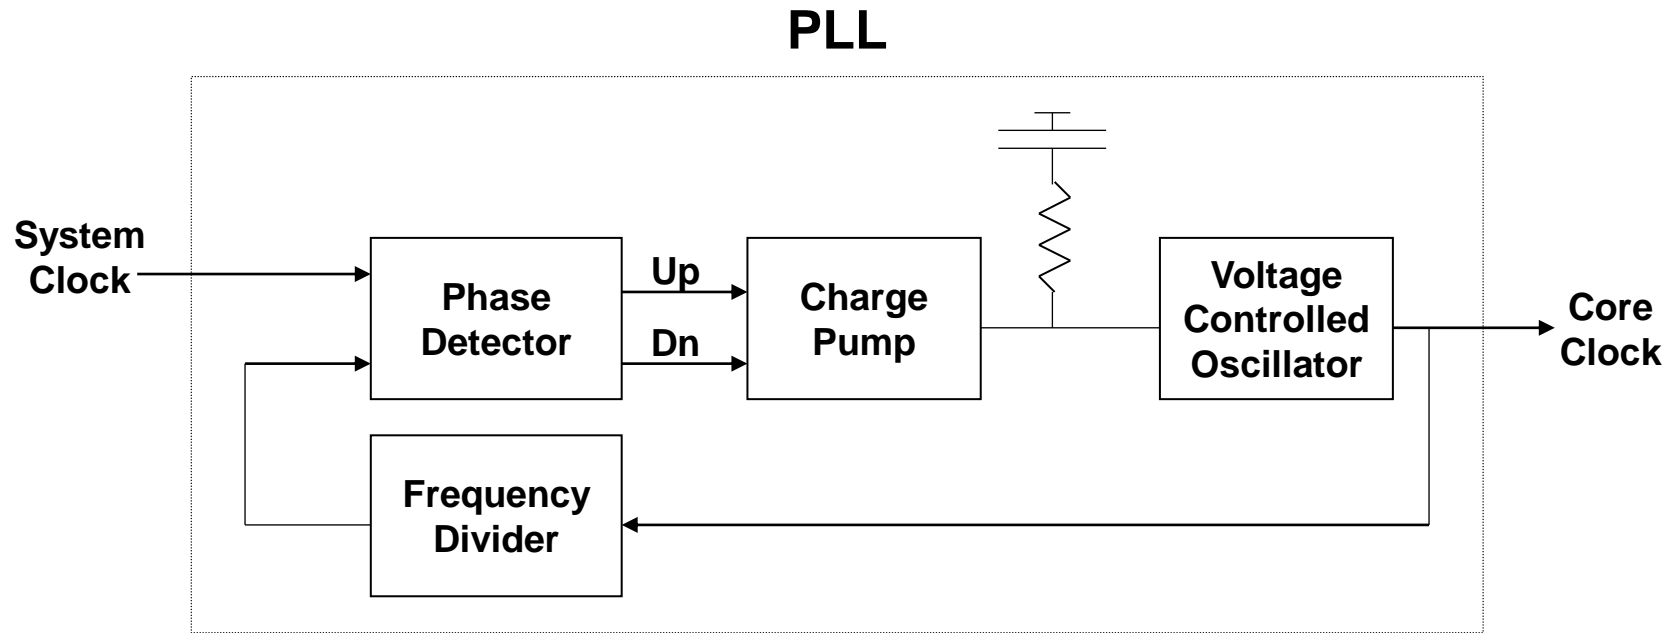 PLL
System
Clock
Phase
Detector
Up
Dn
Charge
Pump
Voltage
Controlled
Oscillator
Core
Clock
Frequency
Divider